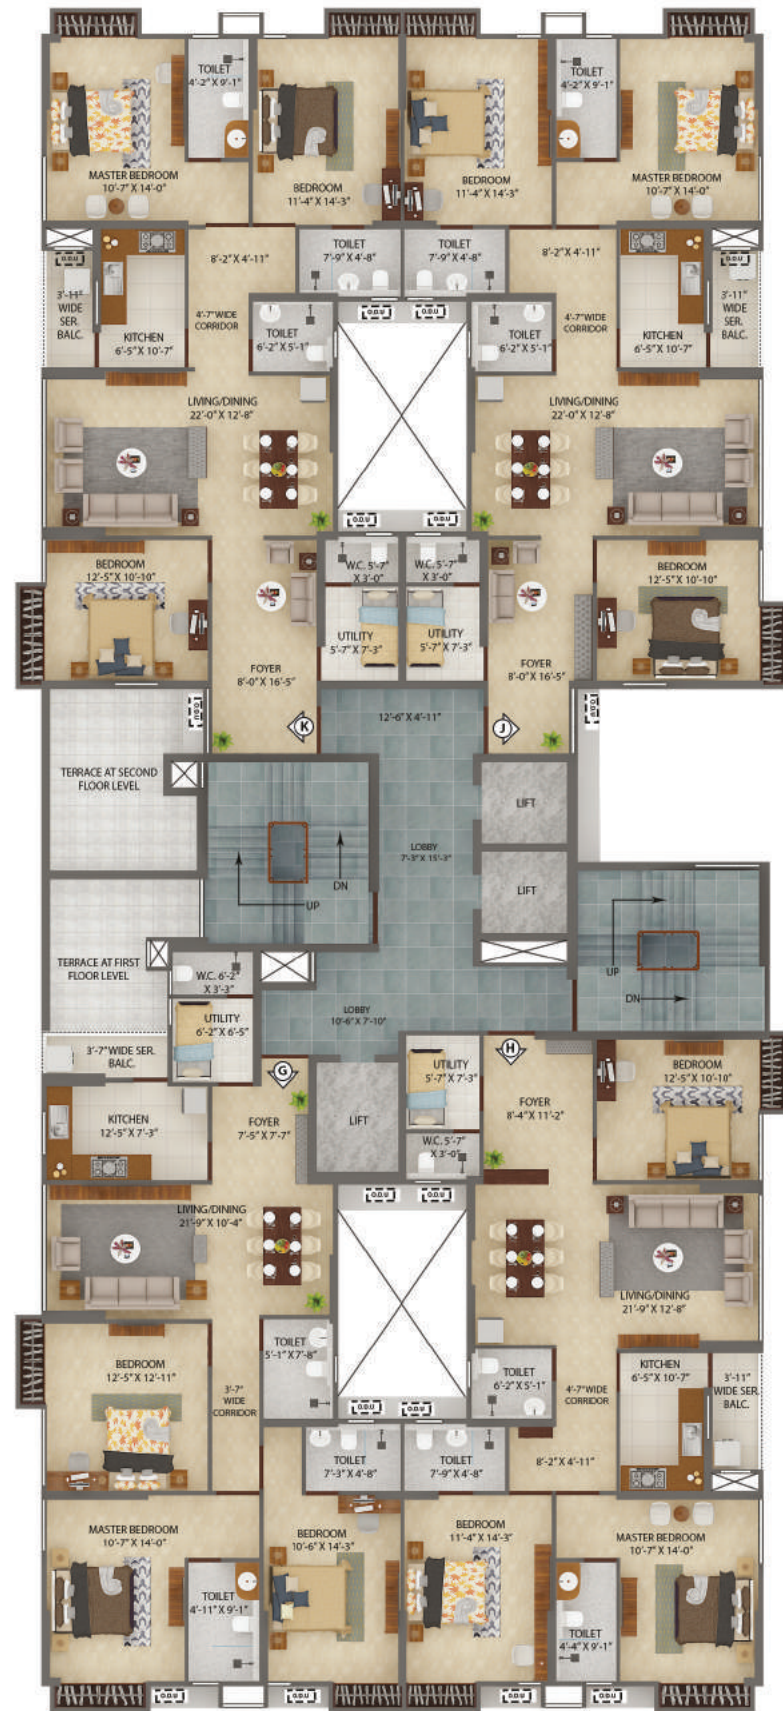 TOILET
4'-2" X 9'-1"
TOILET
4'-2" X 9'-1"
MASTER BEDROOM
10'-7" X 14'-0"
BEDROOM
11'-4" X 14'-3"
BEDROOM
11'-4" X 14'-3"
MASTER BEDROOM
10'-7" X 14'-0"
O.D.U
3'-11"
WIDE
SER.
BALC.
KITCHEN
6'-5" X 10'-7"
8'-2" X 4'-11"
4'-7" WIDE
CORRIDOR
TOILET
7'-9" X 4'-8"
TOILET
7'-9" X 4'-8"
TOILET
6'-2" X 5'-1"
O.D.U
O.D.U
TOILET
6'-2" X 5'-1"
8'-2" X 4'-11"
4'-7" WIDE
CORRIDOR
KITCHEN
6'-5" X 10'-7"
O.D.U
3'-11"
WIDE
SER.
BALC.
LIVING/DINING
22'-0" X 12'-8"
LIVING/DINING
22'-0" X 12'-8"
O.D.U
O.D.U
BEDROOM
12'-5" X 10'-10"
W.C. 5'-7"
X 3'-0"
W.C. 5'-7"
X 3'-0"
BEDROOM
12'-5" X 10'-10"
UTILITY
5'-7" X 7'-3"
UTILITY
5'-7" X 7'-3"
FOYER
8'-0" X 16'-5"
FOYER
8'-0" X 16'-5"
O.D.U
K
12'-6" X 4'-11"
J
O.D.U
TERRACE AT SECOND
FLOOR LEVEL
LIFT
LOBBY
7'-3" X 15'-3"
LIFT
DN
UP
TERRACE AT FIRST
FLOOR LEVEL
W.C. 6'-2"
X 3'-3"
UP
DN
UTILITY
6'-2" X 6'-5"
LOBBY
10'-6" X 7'-10"
3'-7" WIDE SER.
BALC.
G
H
UTILITY
5'-7" X 7'-3"
BEDROOM
12'-5" X 10'-10"
KITCHEN
12'-5" X 7'-3"
FOYER
7'-5" X 7'-7"
LIFT
FOYER
8'-4" X 11'-2"
W.C. 5'-7"
X 3'-0"
O.D.U
O.D.U
LIVING/DINING
21'-9" X 10'-4"
LIVING/DINING
21'-9" X 12'-8"
TOILET
5'-1" X 7'-8"
BEDROOM
12'-5" X 12'-11"
3'-7"
WIDE
CORRIDOR
O.D.U
O.D.U
TOILET
6'-2" X 5'-1"
4'-7" WIDE
CORRIDOR
KITCHEN
6'-5" X 10'-7"
3'-11"
WIDE SER.
BALC.
TOILET
7'-3" X 4'-8"
TOILET
7'-9" X 4'-8"
8'-2" X 4'-11"
MASTER BEDROOM
10'-7" X 14'-0"
BEDROOM
10'-6" X 14'-3"
BEDROOM
11'-4" X 14'-3"
MASTER BEDROOM
10'-7" X 14'-0"
TOILET
4'-11" X 9'-1"
TOILET
4'-4" X 9'-1"
O.D.U
O.D.U
O.D.U
O.D.U